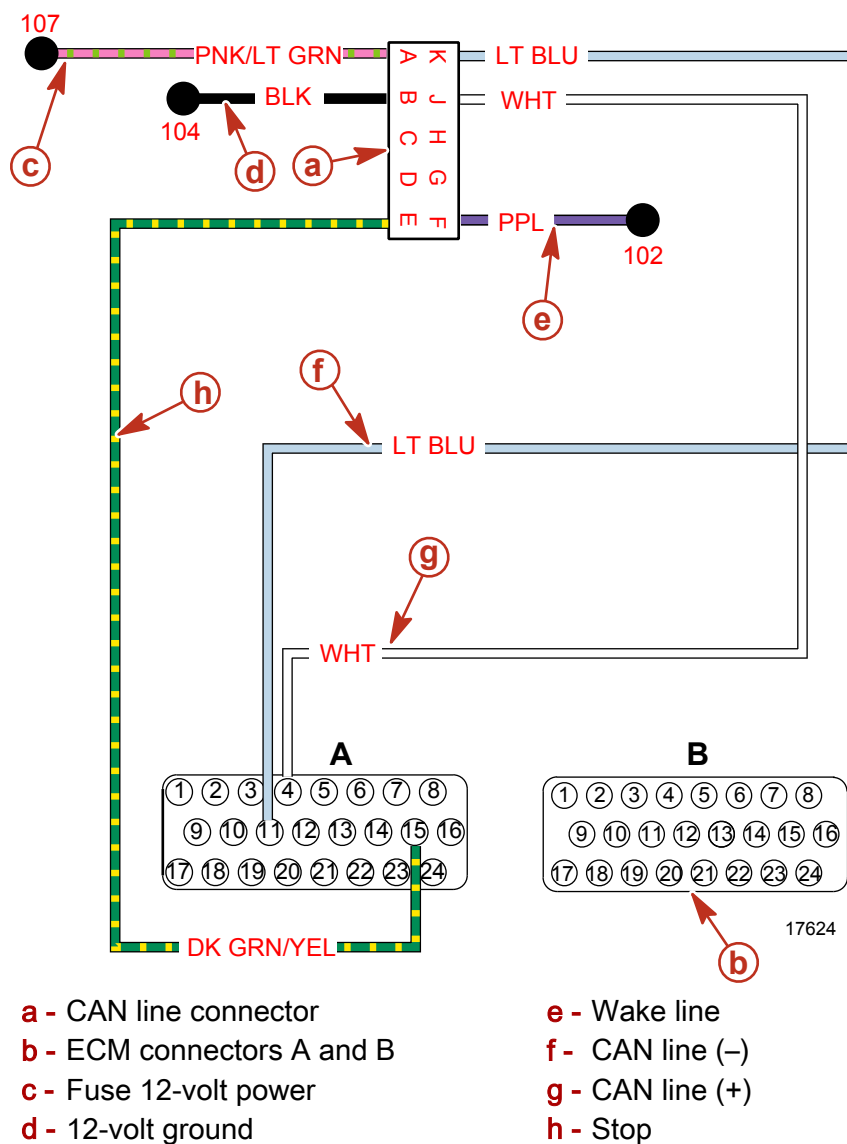 107
PNK/LT GRN
A K
LT BLU
BLK
B J
WHT
104
C H
c
d
a
D G
E F
PPL
102
e
h
f
LT BLU
g
WHT
A
B
1 2 3 4 5 6 7 8
1 2 3 4 5 6 7 8
9 10 11 12 13 14 15 16
9 10 11 12 13 14 15 16
17 18 19 20 21 22 23 24
17 18 19 20 21 22 23 24
17624
DK GRN/YEL
b
a - CAN line connector
b - ECM connectors A and B
c - Fuse 12-volt power
d - 12-volt ground
e - Wake line
f - CAN line (–)
g - CAN line (+)
h - Stop